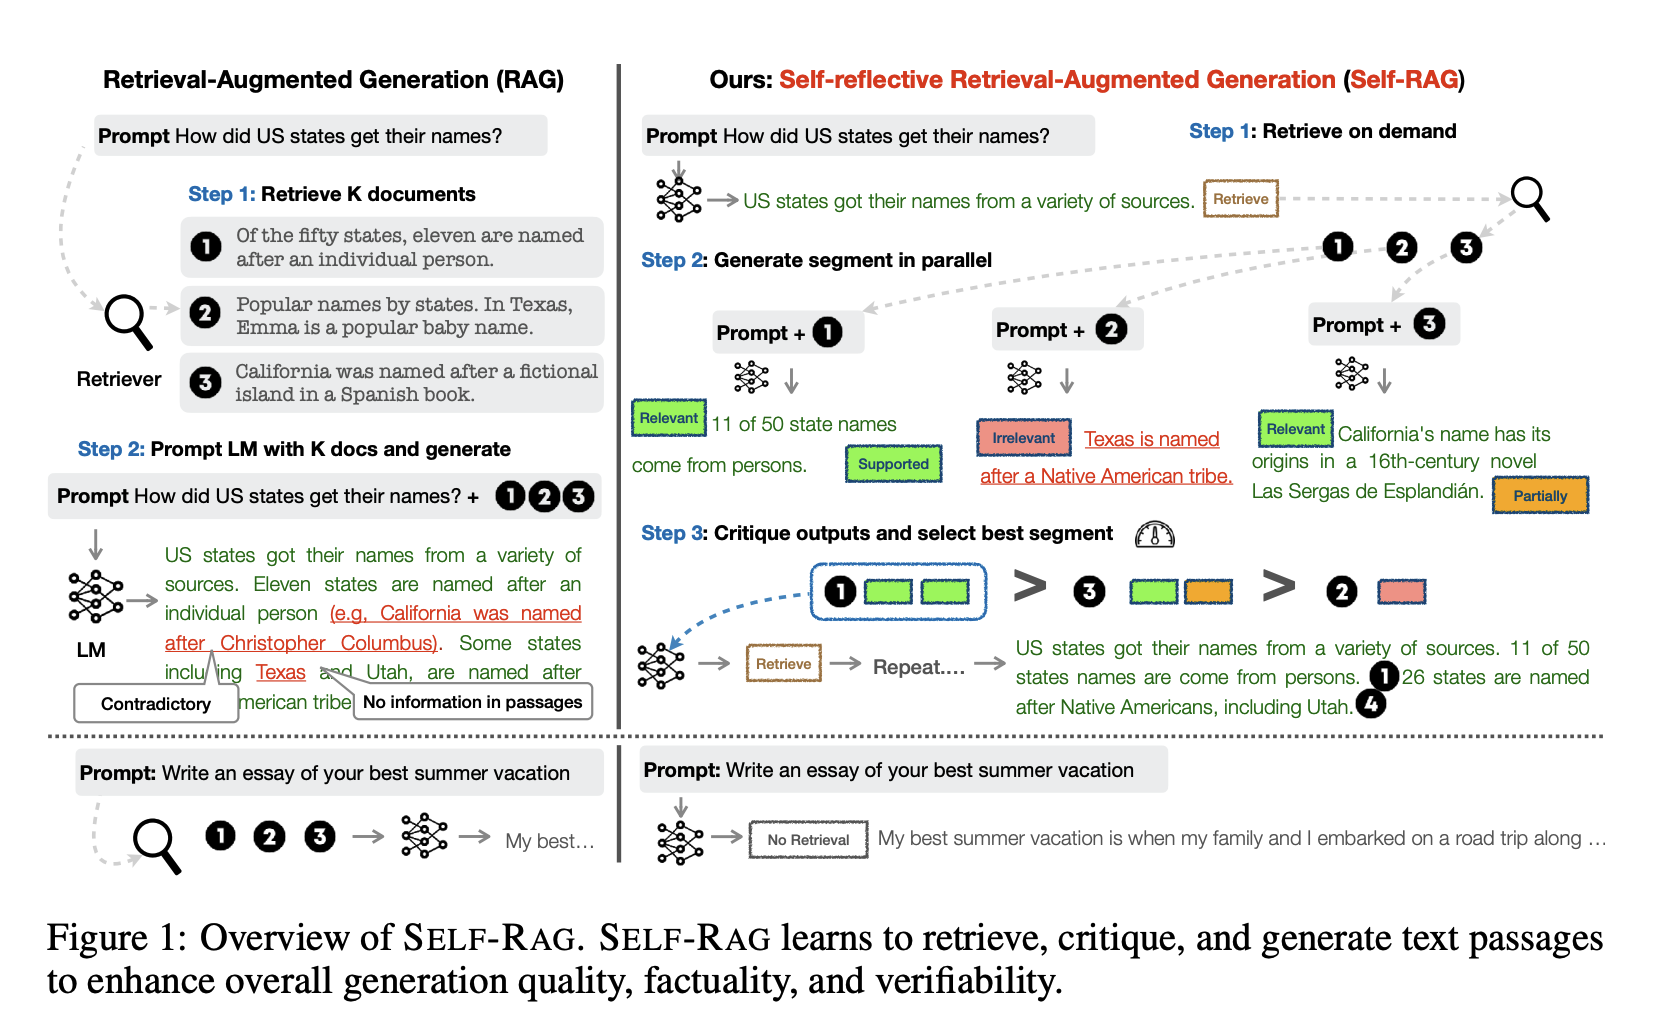 Retrieval-Augmented Generation (RAG)
Prompt How did US states get their names?
Step 1: Retrieve K documents
1 Of the fifty states, eleven are named
after an individual person.
2 Popular names by states. In Texas,
Emma is a popular baby name.
Retriever
3 California was named after a fictional
island in a Spanish book.
Step 2: Prompt LM with K docs and generate
Prompt How did US states get their names? + 1 2 3
US states got their names from a variety of
sources. Eleven states are named after an
individual person (e.g, California was named
after Christopher Columbus). Some states
LM
including Texas and Utah, are named after
merican tribe
Contradictory
No information in passages
Prompt: Write an essay of your best summer vacation
1 2 3
My best...
Ours: Self-reflective Retrieval-Augmented Generation (Self-RAG)
Prompt How did US states get their names?
Step 1: Retrieve on demand
US states got their names from a variety of sources. Retrieve
1 2 3
Step 2: Generate segment in parallel
Prompt + 1
Relevant 11 of 50 state names
come from persons. Supported
Prompt + 2
Irrelevant Texas is named
after a Native American tribe.
Prompt + 3
Relevant California's name has its
origins in a 16th-century novel
Las Sergas de Esplandián. Partially
Step 3: Critique outputs and select best segment
1 > 3 > 2
Retrieve Repeat....
US states got their names from a variety of sources. 11 of 50
states names are come from persons. 1 26 states are named
after Native Americans, including Utah. 4
Prompt: Write an essay of your best summer vacation
No Retrieval My best summer vacation is when my family and I embarked on a road trip along ...
Figure 1: Overview of SELF-RAG. SELF-RAG learns to retrieve, critique, and generate text passages
to enhance overall generation quality, factuality, and verifiability.